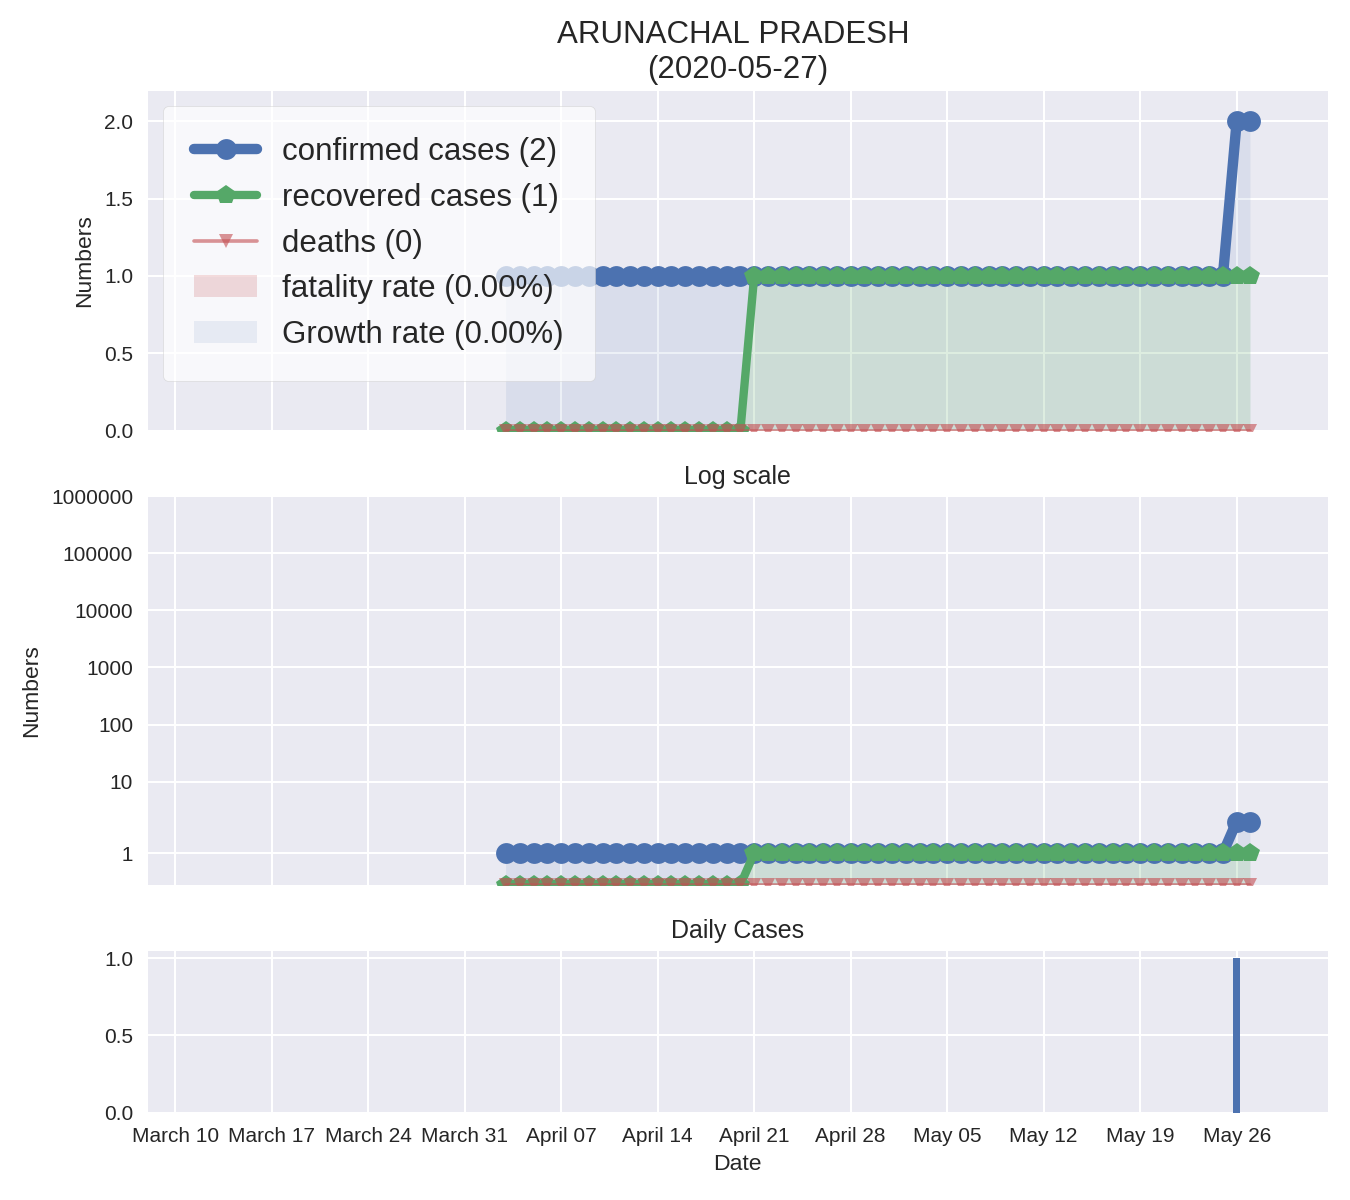 ARUNACHAL PRADESH
(2020-05-27)
2.0
1.5
1.0
0.5
0.0
Numbers
confirmed cases (2)
recovered cases (1)
deaths (0)
fatality rate (0.00%)
Growth rate (0.00%)
Log scale
1000000
100000
10000
1000
100
10
1
Numbers
Daily Cases
1.0
0.5
0.0
March 10 March 17 March 24 March 31 April 07 April 14 April 21 April 28 May 05 May 12 May 19 May 26
Date